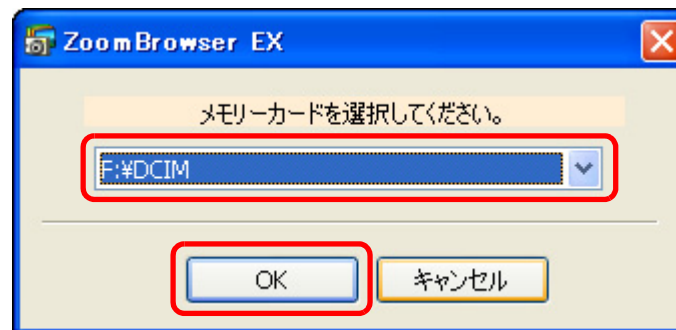 ZoomBrowser EX
メモリーカードを選択してください。
F:¥DCIM
OK
キャンセル